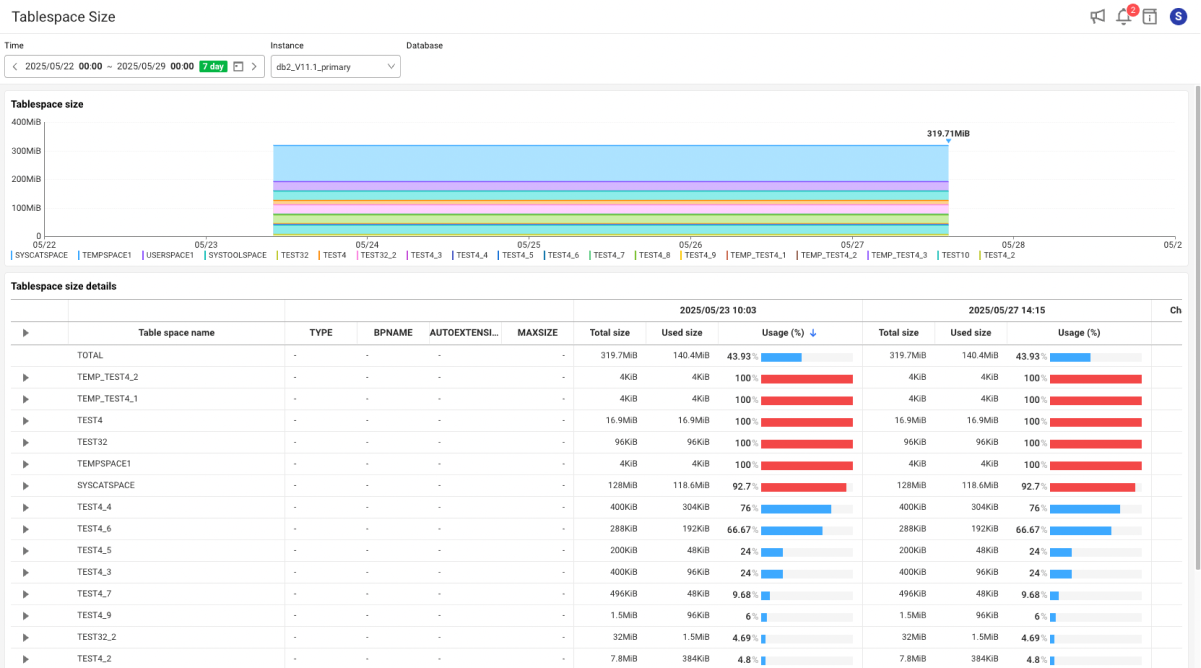 Tablespace Size
2
S
Time
Instance
Database
2025/05/22 00:00 ~ 2025/05/29 00:00 7 day
db2_V11.1_primary
Tablespace size
400MiB
319.71MiB
300MiB
200MiB
100MiB
0
05/22 05/23 05/24 05/25 05/26 05/27 05/28 05/2
SYSCATSPACE TEMPSPACE1 USERSPACE1 SYSTOOLSPACE TEST32 TEST4 TEST32_2 TEST4_3 TEST4_4 TEST4_5 TEST4_6 TEST4_7 TEST4_8 TEST4_9 TEMP_TEST4_1 TEMP_TEST4_2 TEMP_TEST4_3 TEST10 TEST4_2
Tablespace size details
2025/05/23 10:03 2025/05/27 14:15 Ch
Table space name TYPE BPNAME AUTOEXTENSI... MAXSIZE Total size Used size Usage (%) Total size Used size Usage (%)
TOTAL - - - - 319.7MiB 140.4MiB 43.93% 319.7MiB 140.4MiB 43.93%
TEMP_TEST4_2 - - - - 4KiB 4KiB 100% 4KiB 4KiB 100%
TEMP_TEST4_1 - - - - 4KiB 4KiB 100% 4KiB 4KiB 100%
TEST4 - - - - 16.9MiB 16.9MiB 100% 16.9MiB 16.9MiB 100%
TEST32 - - - - 96KiB 96KiB 100% 96KiB 96KiB 100%
TEMPSPACE1 - - - - 4KiB 4KiB 100% 4KiB 4KiB 100%
SYSCATSPACE - - - - 128MiB 118.6MiB 92.7% 128MiB 118.6MiB 92.7%
TEST4_4 - - - - 400KiB 304KiB 76% 400KiB 304KiB 76%
TEST4_6 - - - - 288KiB 192KiB 66.67% 288KiB 192KiB 66.67%
TEST4_5 - - - - 200KiB 48KiB 24% 200KiB 48KiB 24%
TEST4_3 - - - - 400KiB 96KiB 24% 400KiB 96KiB 24%
TEST4_7 - - - - 496KiB 48KiB 9.68% 496KiB 48KiB 9.68%
TEST4_9 - - - - 1.5MiB 96KiB 6% 1.5MiB 96KiB 6%
TEST32_2 - - - - 32MiB 1.5MiB 4.69% 32MiB 1.5MiB 4.69%
TEST4_2 - - - - 7.8MiB 384KiB 4.8% 7.8MiB 384KiB 4.8%